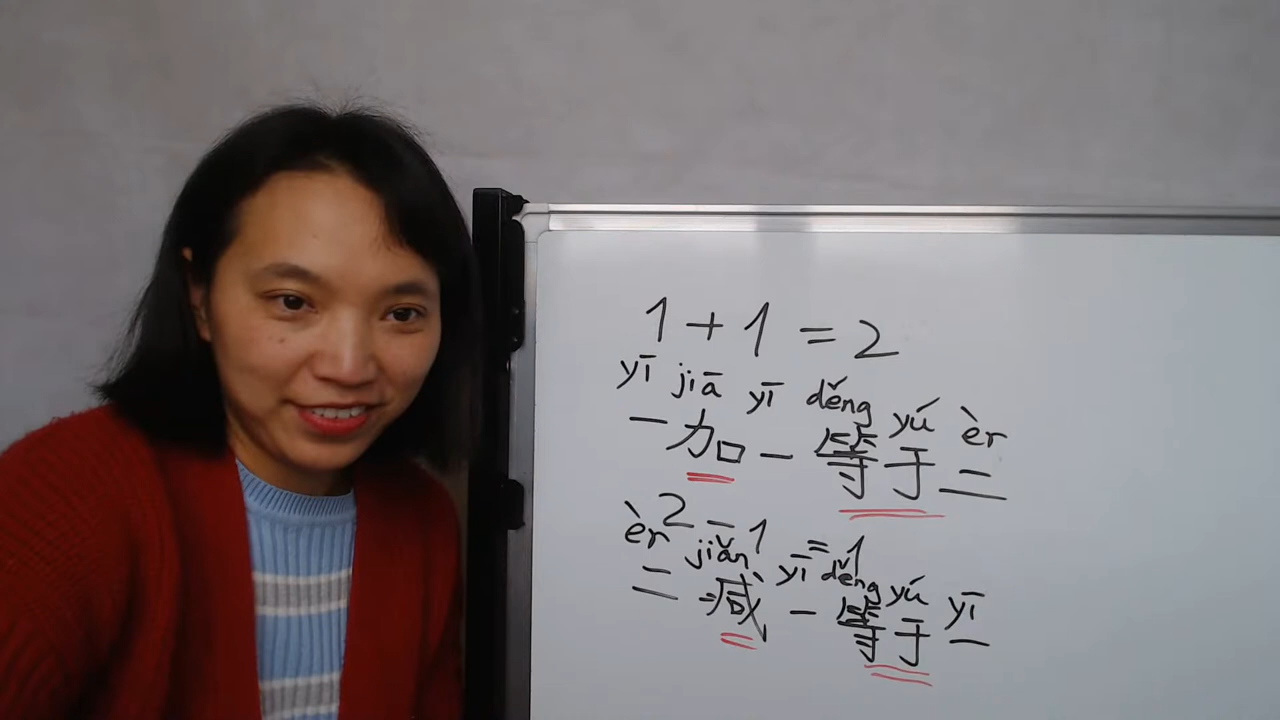 1+1=2
yī jiā yī děng yú èr
一加一等于二
2-1=1
èr jiǎn yī děng yú yī
二减一等于一